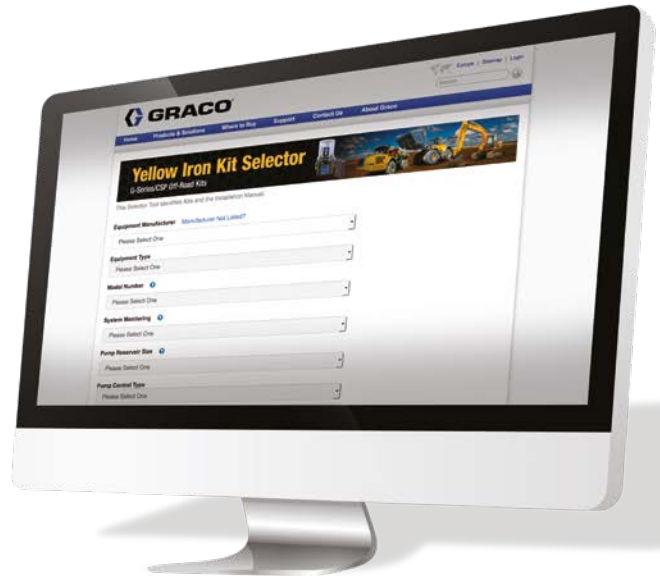 Europe | Sitemap | Login
GRACO
Home Products & Solutions Where to Buy Support Contact Us About Graco
Yellow Iron Kit Selector
G-Series/CSP Off-Road Kits
This Selector Tool identifies Kits and the Installation Manual.
Equipment Manufacturer Manufacturer Not Listed?
Please Select One
Equipment Type
Please Select One
Model Number
Please Select One
System Monitoring
Please Select One
Pump Reservoir Size
Please Select One
Pump Control Type
Please Select One